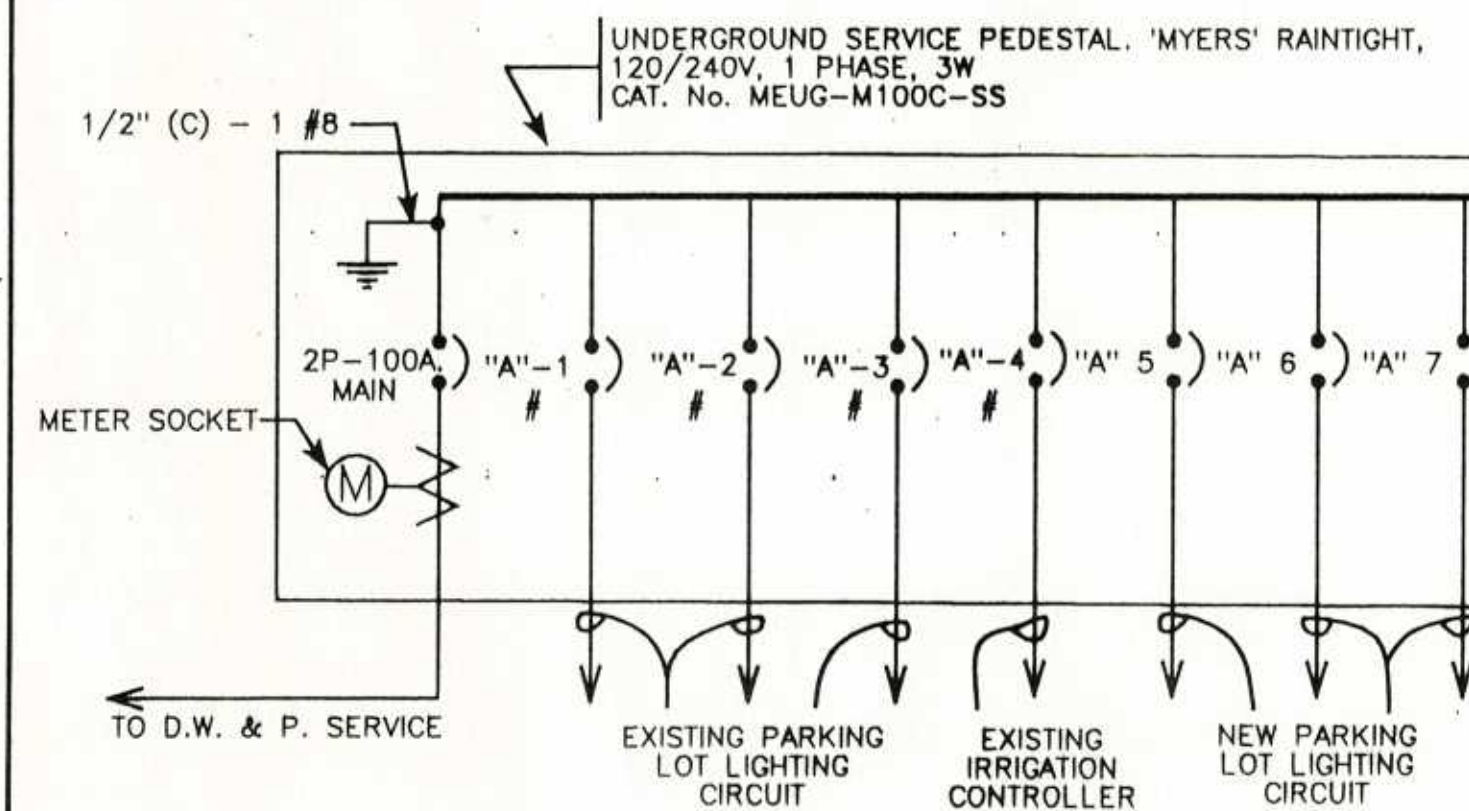 UNDERGROUND SERVICE PEDESTAL. 'MYERS' RAINTIGHT,
120/240V, 1 PHASE, 3W
CAT. No. MEUG-M100C-SS
1/2" (C) - 1 #8
2P-100A.
MAIN
"A"-1
#
"A"-2
#
"A"-3
#
"A"-4
#
"A" 5
"A" 6
"A" 7
METER SOCKET
M
TO D.W. & P. SERVICE
EXISTING PARKING
LOT LIGHTING
CIRCUIT
EXISTING
IRRIGATION
CONTROLLER
NEW PARKING
LOT LIGHTING
CIRCUIT